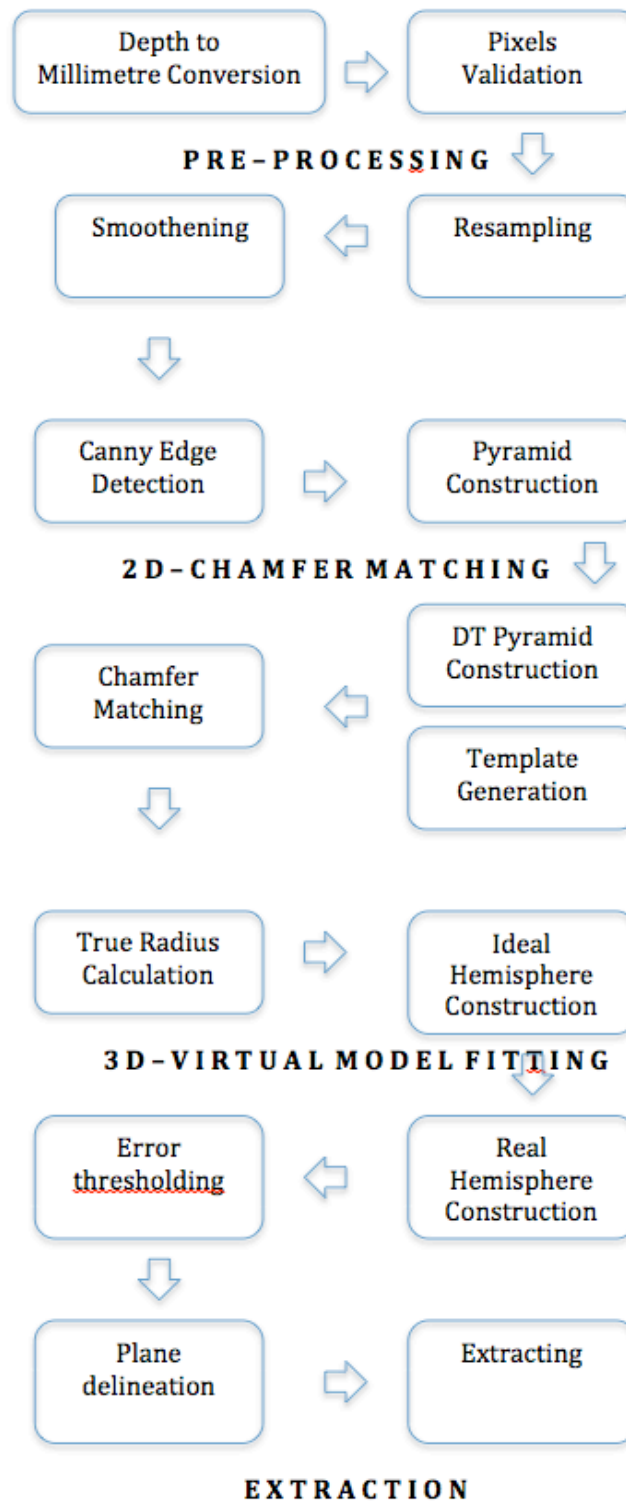 Depth to
Millimetre Conversion
Pixels
Validation
PRE-PROCESSING
Smoothening
Resampling
Canny Edge
Detection
Pyramid
Construction
2D-CHAMFER MATCHING
Chamfer
Matching
DT Pyramid
Construction
Template
Generation
True Radius
Calculation
Ideal
Hemisphere
Construction
3D-VIRTUAL MODEL FITTING
Error
thresholding
Real
Hemisphere
Construction
Plane
delineation
Extracting
EXTRACTION